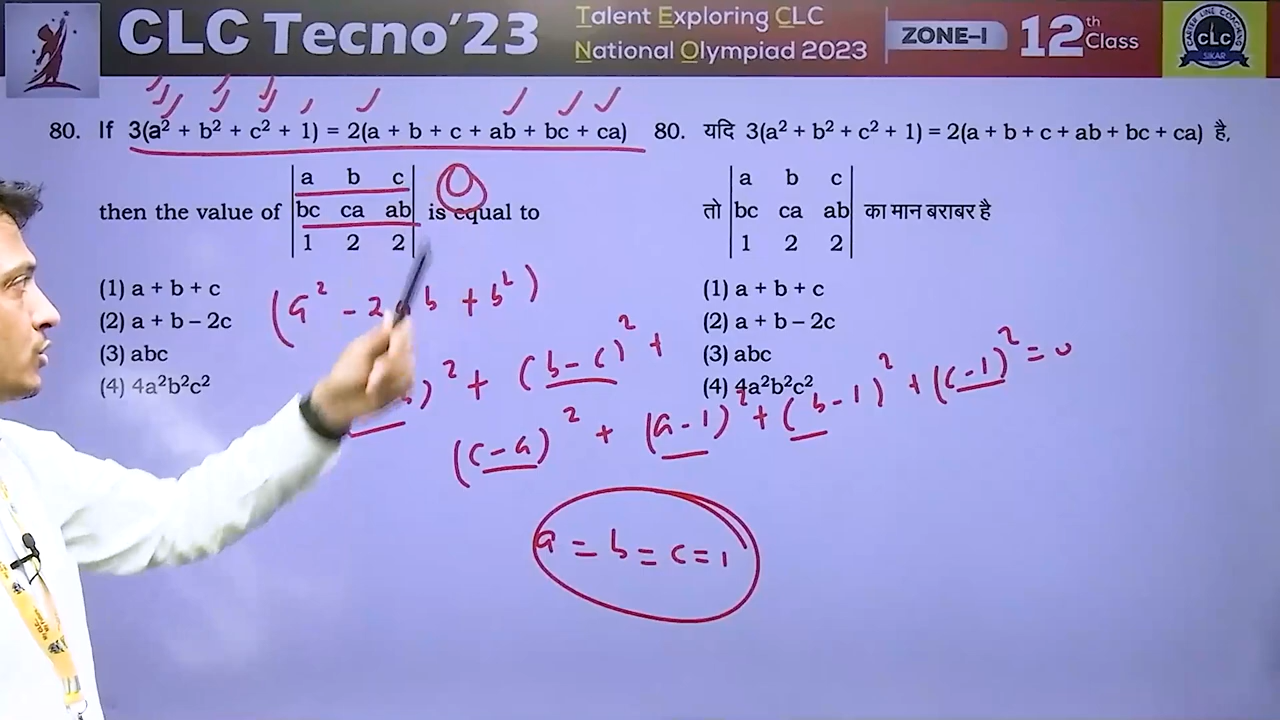 CLC Tecno'23
Talent Exploring CLC
National Olympiad 2023
ZONE-I
12th Class
CLC
SIKAR
80. If 3(a² + b² + c² + 1) = 2(a + b + c + ab + bc + ca)
then the value of | a b c | is equal to
| bc ca ab |
| 1 2 2 |
0
(1) a + b + c
(2) a + b – 2c
(3) abc
(4) 4a²b²c²
80. यदि 3(a² + b² + c² + 1) = 2(a + b + c + ab + bc + ca) है,
तो | a b c | का मान बराबर है
| bc ca ab |
| 1 2 2 |
(1) a + b + c
(2) a + b – 2c
(3) abc
(4) 4a²b²c²
(a² - 2 b + b²)
)² + (b-c)² +
(c-a)² + (a-1)² + (b-1)² + (c-1)² = 0
a = b = c = 1